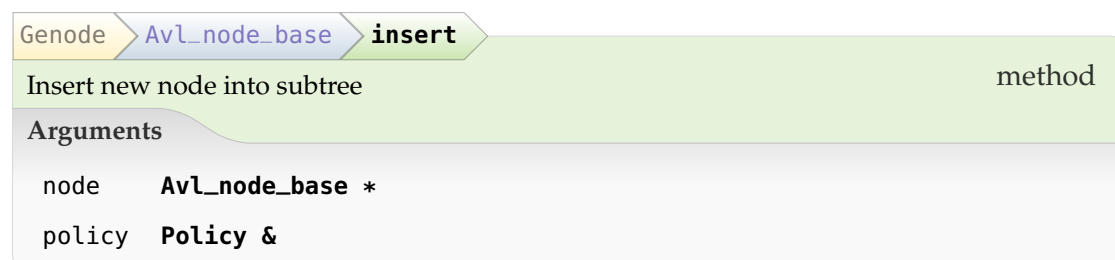 Genode Avl_node_base insert
Insert new node into subtree method
Arguments
node Avl_node_base *
policy Policy &